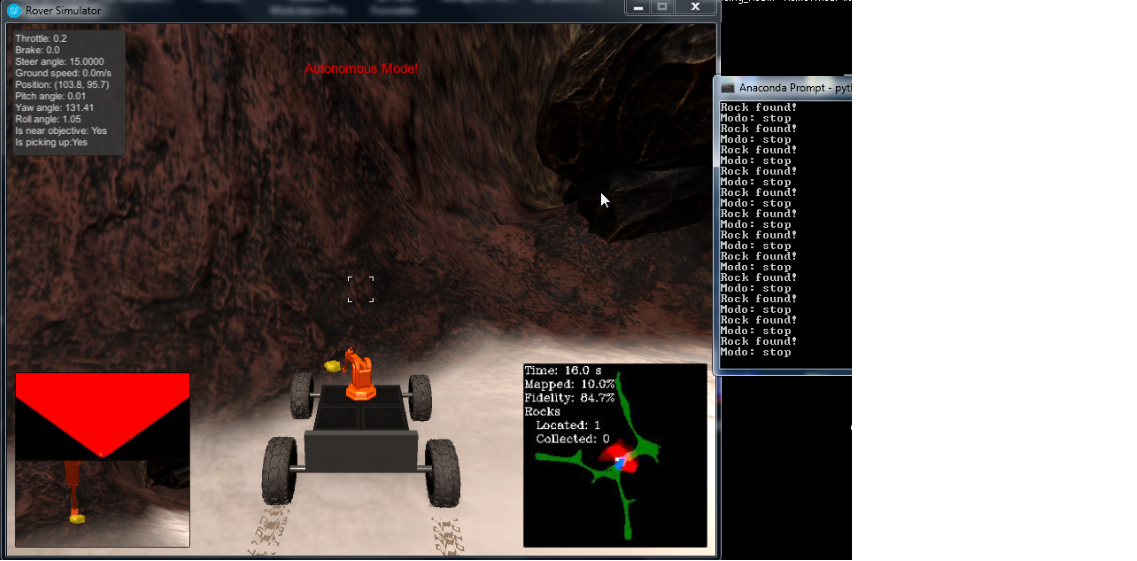 Rover Simulator
Throttle: 0.2
Brake: 0.0
Steer angle: 15.0000
Ground speed: 0.0m/s
Position: (103.8, 95.7)
Pitch angle: 0.01
Yaw angle: 131.41
Roll angle: 1.05
Is near objective: Yes
Is picking up:Yes
Autonomous Mode!
Time: 16.0 s
Mapped: 10.0%
Fidelity: 84.7%
Rocks
Located: 1
Collected: 0
Anaconda Prompt - pyt
Rock found!
Modo: stop
Rock found!
Modo: stop
Rock found!
Modo: stop
Rock found!
Modo: stop
Rock found!
Modo: stop
Rock found!
Modo: stop
Rock found!
Modo: stop
Rock found!
Modo: stop
Rock found!
Modo: stop
Rock found!
Modo: stop
Rock found!
Modo: stop
Rock found!
Modo: stop